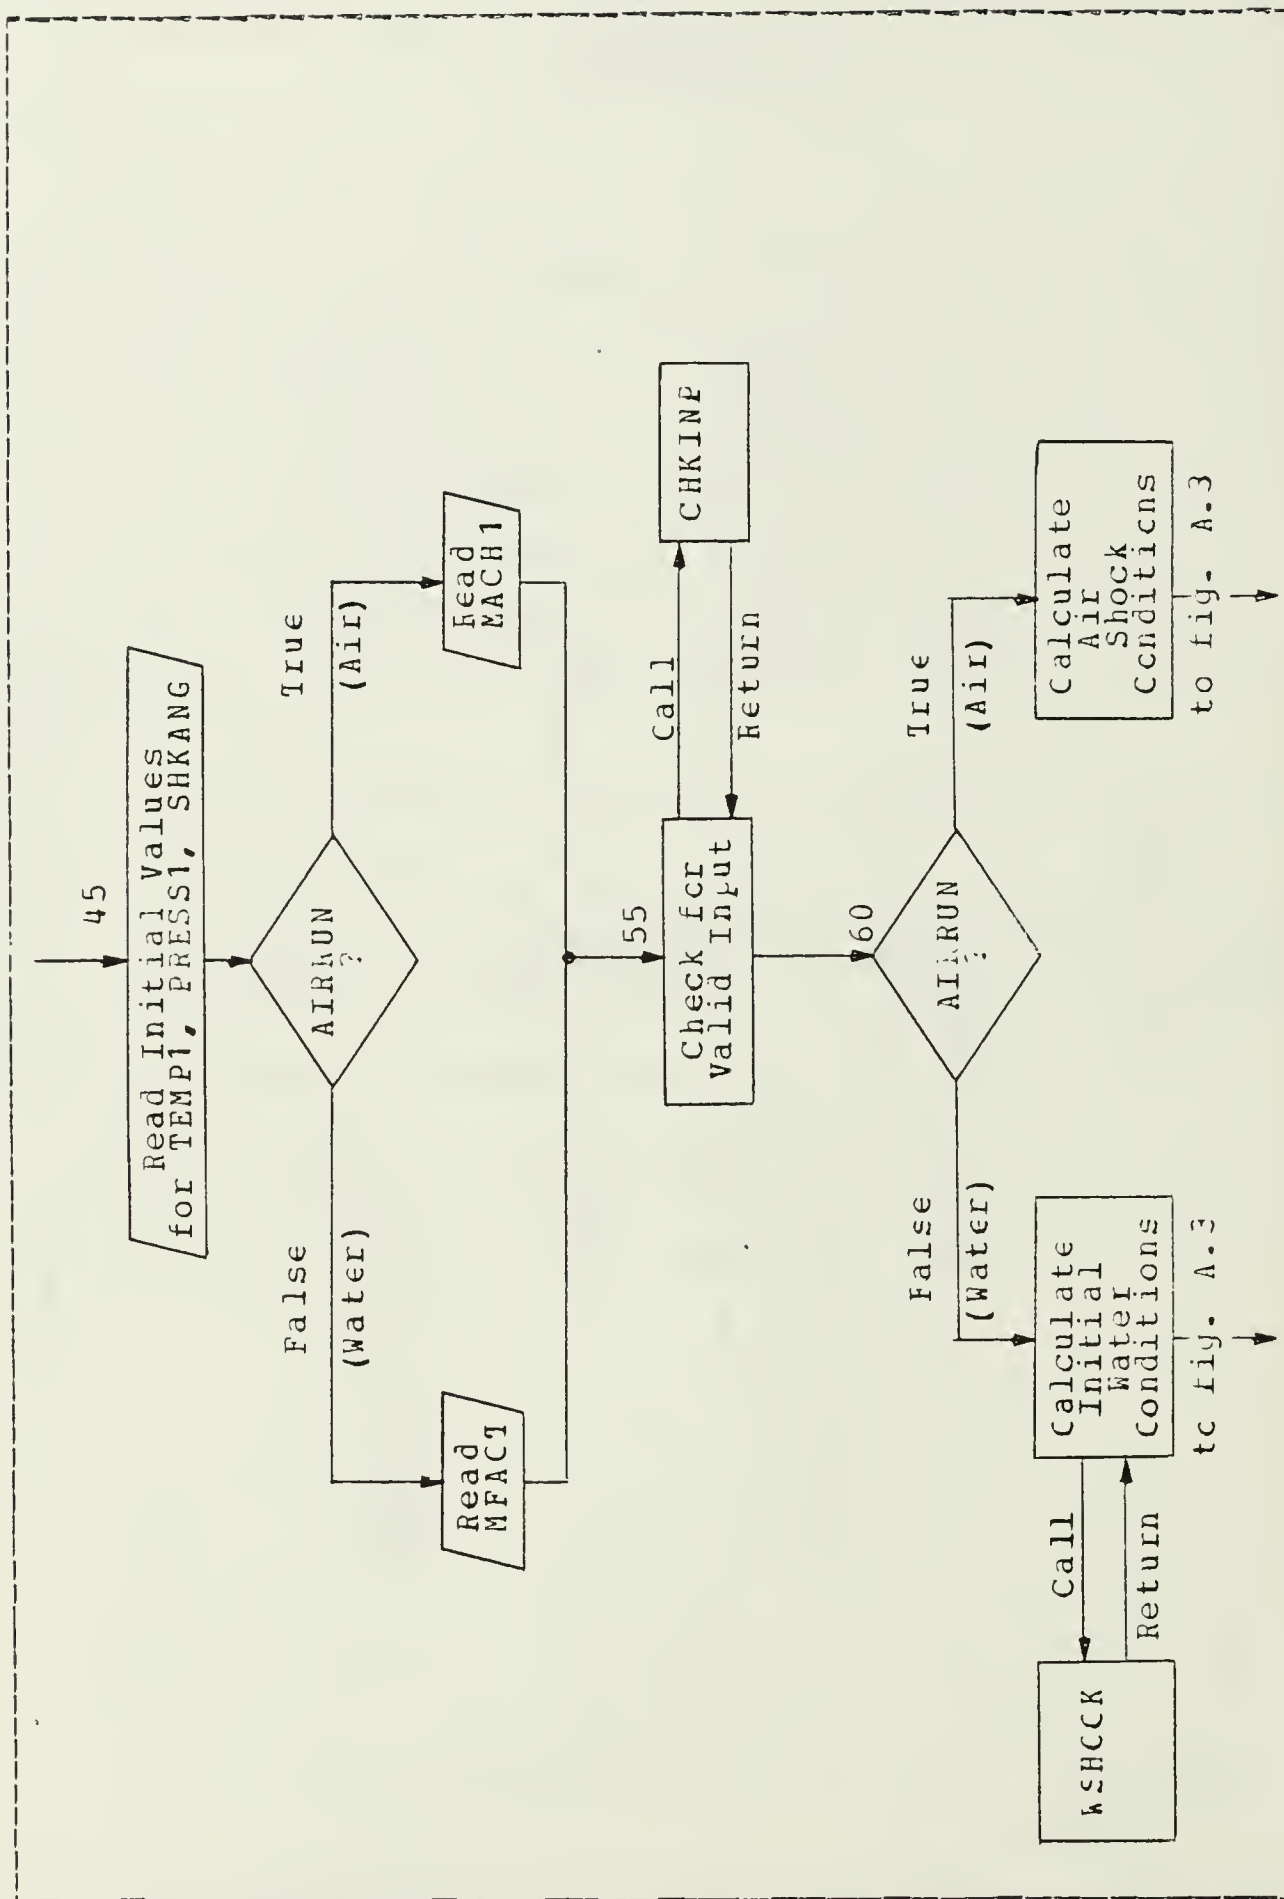 45
Read Initial Values
for TEMP1, PRESS1, SHKANG
AIRRUN
?
False
(Water)
True
(Air)
Read
MFACT
Read
MACH1
55
Check for
Valid Input
Call
Return
CHKINP
60
AIRRUN
?
False
(Water)
True
(Air)
WSHOCK
Call
Return
Calculate
Initial
Water
Conditions
Calculate
Air
Shock
Conditions
to fig. A.3
to fig. A.3